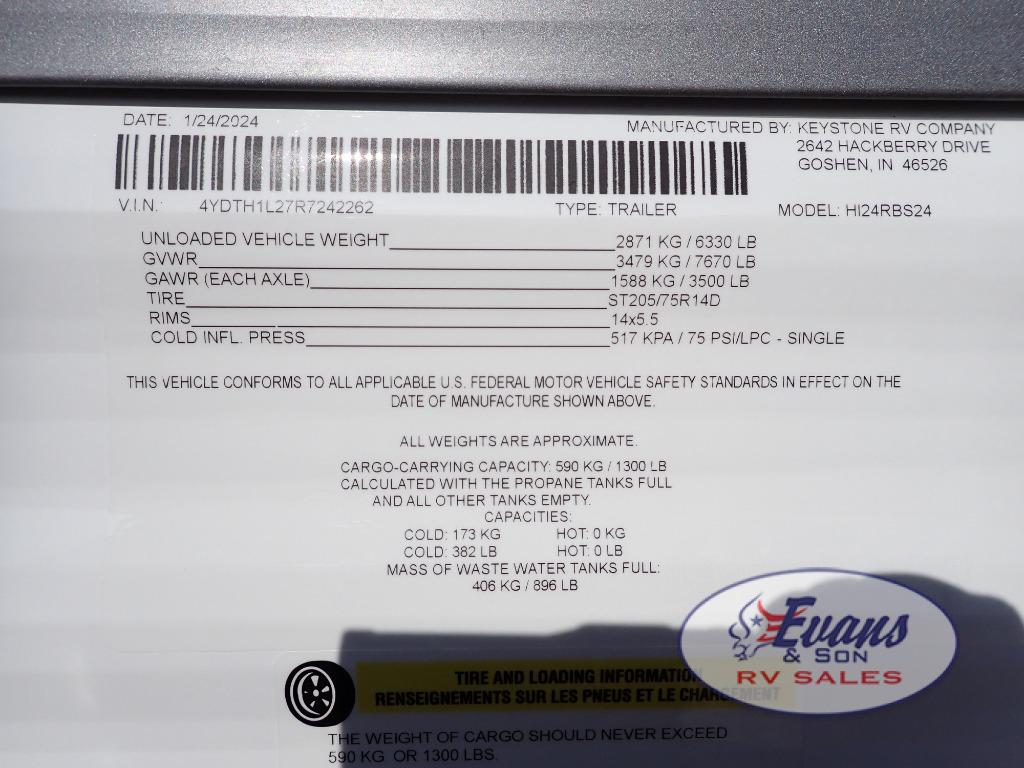 DATE: 1/24/2024
MANUFACTURED BY: KEYSTONE RV COMPANY
2642 HACKBERRY DRIVE
GOSHEN, IN 46526
V.I.N.: 4YDTH1L27R7242262 TYPE: TRAILER MODEL: HI24RBS24
UNLOADED VEHICLE WEIGHT 2871 KG / 6330 LB
GVWR 3479 KG / 7670 LB
GAWR (EACH AXLE) 1588 KG / 3500 LB
TIRE ST205/75R14D
RIMS 14x5.5
COLD INFL. PRESS 517 KPA / 75 PSI/LPC - SINGLE
THIS VEHICLE CONFORMS TO ALL APPLICABLE U.S. FEDERAL MOTOR VEHICLE SAFETY STANDARDS IN EFFECT ON THE
DATE OF MANUFACTURE SHOWN ABOVE.
ALL WEIGHTS ARE APPROXIMATE.
CARGO-CARRYING CAPACITY: 590 KG / 1300 LB
CALCULATED WITH THE PROPANE TANKS FULL
AND ALL OTHER TANKS EMPTY.
CAPACITIES:
COLD: 173 KG HOT: 0 KG
COLD: 382 LB HOT: 0 LB
MASS OF WASTE WATER TANKS FULL:
406 KG / 896 LB
Evans
& SON
RV SALES
TIRE AND LOADING INFORMATION
RENSEIGNEMENTS SUR LES PNEUS ET LE CHARGEMENT
THE WEIGHT OF CARGO SHOULD NEVER EXCEED
590 KG OR 1300 LBS.